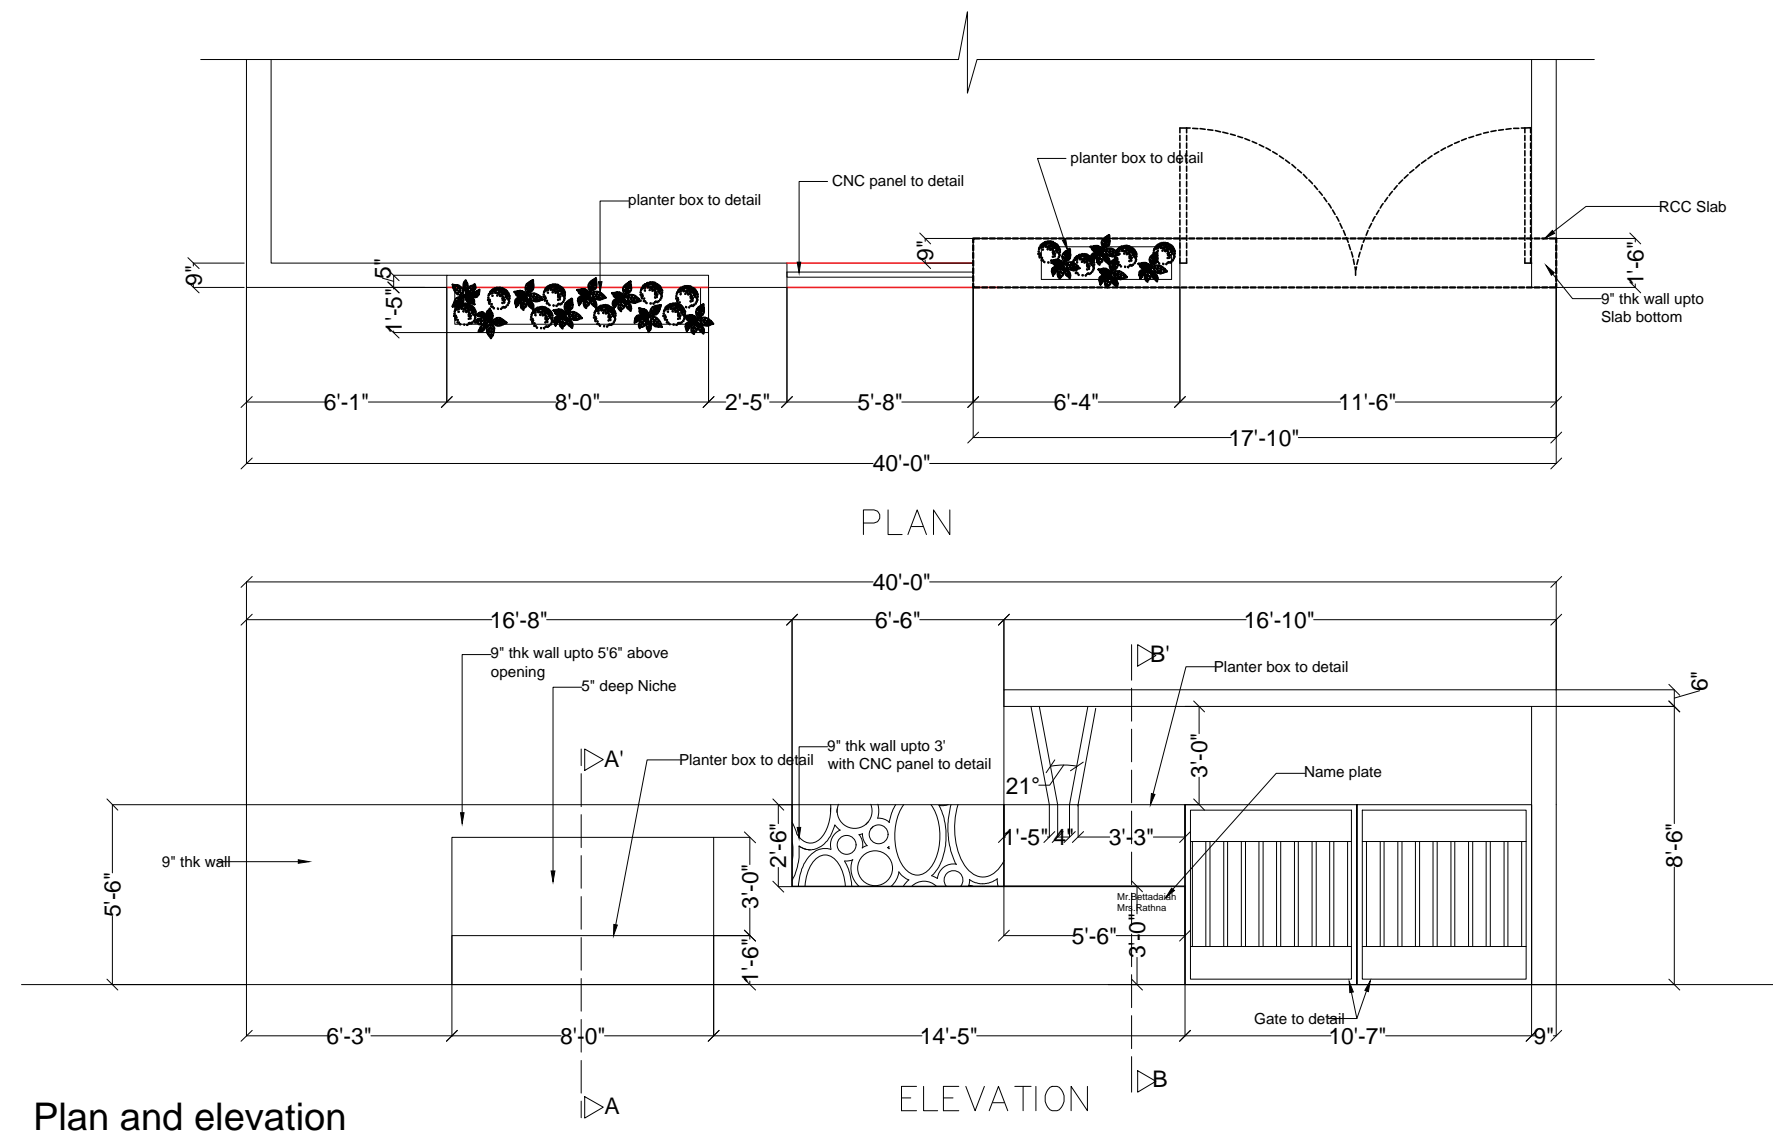 planter box to detail
CNC panel to detail
planter box to detail
RCC Slab
9"
5"
1'-5"
9"
1'-6"
9" thk wall upto
Slab bottom
6'-1"
8'-0"
2'-5"
5'-8"
6'-4"
11'-6"
17'-10"
40'-0"
PLAN
40'-0"
16'-8"
6'-6"
16'-10"
9" thk wall upto 5'6" above
opening
5" deep Niche
B'
Planter box to detail
6"
A'
Planter box to detail
9" thk wall upto 3'
with CNC panel to detail
3'-0"
Name plate
21°
9" thk wall
5'-6"
2'-6"
1'-5"
4"
3'-3"
8'-6"
3'-0"
1'-6"
Mr.Bettadaiah
Mrs.Rathna
5'-6"
3'-0"
Gate to detail
6'-3"
8'-0"
14'-5"
10'-7"
9"
A
B
ELEVATION
Plan and elevation